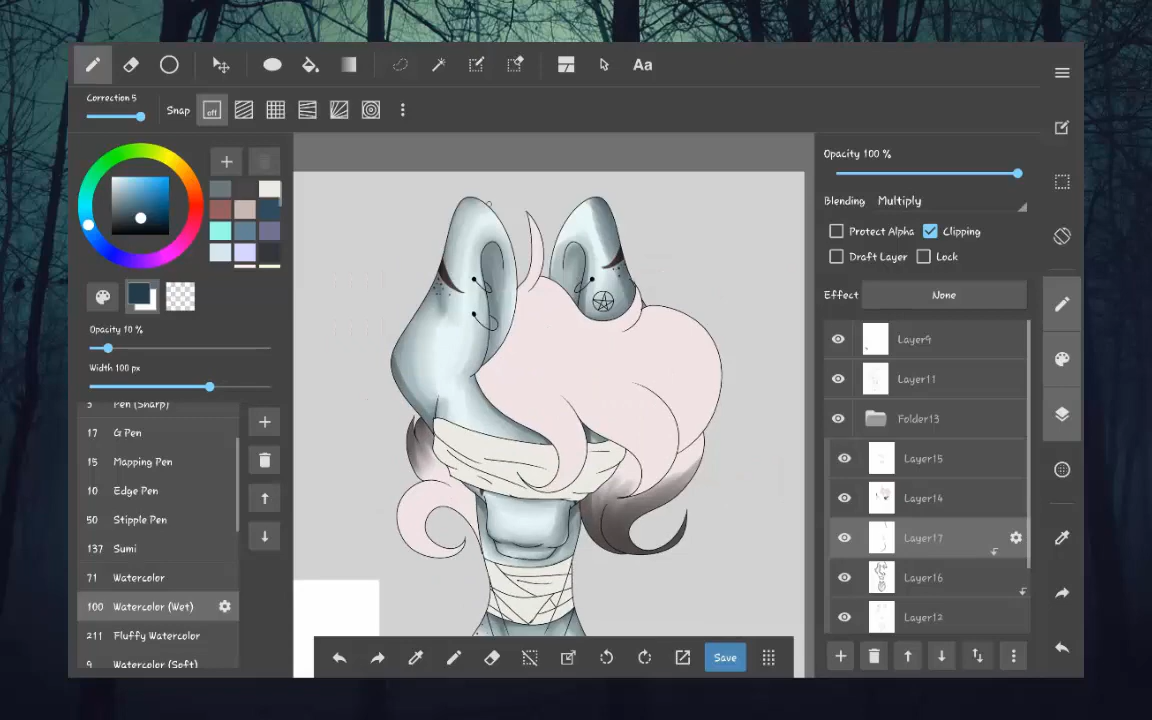 Aa
Correction 5
Snap
off
Opacity 100 %
Blending
Multiply
Protect Alpha
Clipping
Draft Layer
Lock
Effect
None
Opacity 10 %
Width 100 px
Pen (Sharp)
17 G Pen
15 Mapping Pen
10 Edge Pen
50 Stipple Pen
137 Sumi
71 Watercolor
100 Watercolor (Wet)
211 Fluffy Watercolor
9 Watercolor (Soft)
Layer9
Layer11
Folder13
Layer15
Layer14
Layer17
Layer16
Layer12
Save